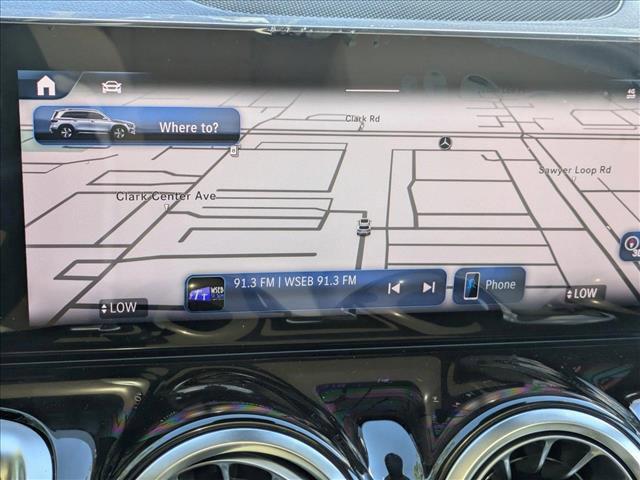 Clark Rd
Where to?
Sawyer Loop Rd
Clark Center Ave
WSEB
91.3 FM | WSEB 91.3 FM
Phone
LOW
LOW